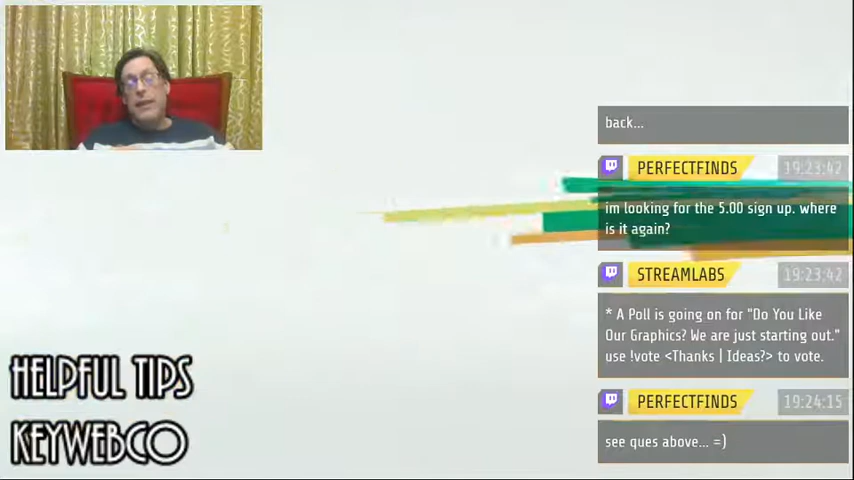 back...
PERFECTFINDS 19:23:42
im looking for the 5.00 sign up. where
is it again?
STREAMLABS 19:23:42
* A Poll is going on for "Do You Like
Our Graphics? We are just starting out."
use !vote <Thanks | Ideas?> to vote.
PERFECTFINDS 19:24:15
see ques above... =)
HELPFUL TIPS
KEYWEBCO